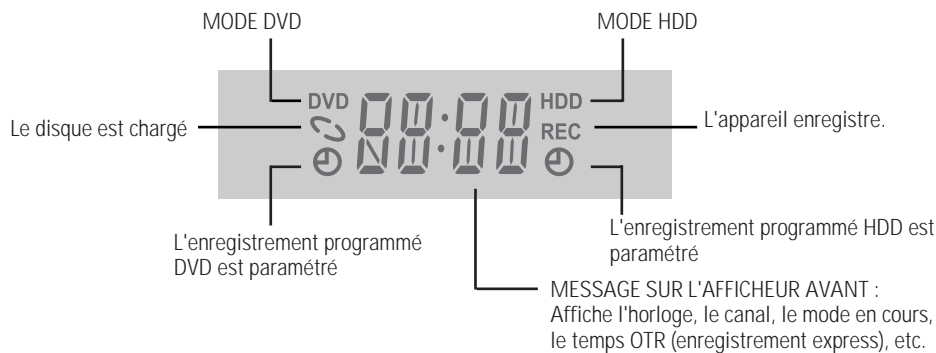 MODE DVD
MODE HDD
DVD
HDD
Le disque est chargé
REC
L'appareil enregistre.
L'enregistrement programmé
DVD est paramétré
L'enregistrement programmé HDD est
paramétré
MESSAGE SUR L'AFFICHEUR AVANT :
Affiche l'horloge, le canal, le mode en cours,
le temps OTR (enregistrement express), etc.